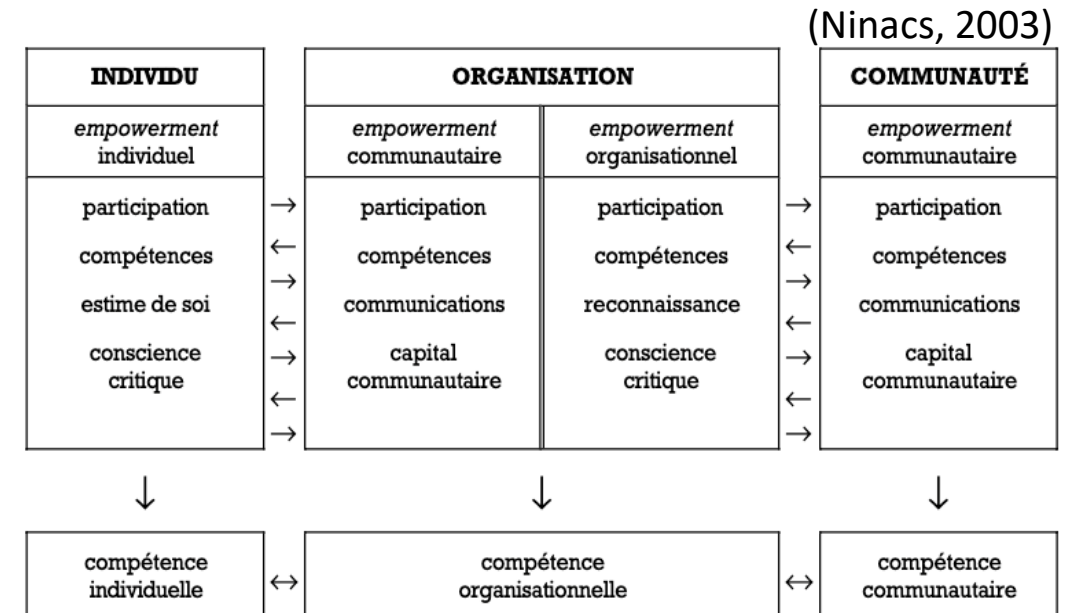 (Ninacs, 2003)
INDIVIDU
ORGANISATION
COMMUNAUTÉ
empowerment
individuel
empowerment
communautaire
empowerment
organisationnel
empowerment
communautaire
participation
→
participation
participation
→
participation
compétences
←
compétences
compétences
←
compétences
→
→
estime de soi
communications
reconnaissance
communications
←
←
conscience
critique
→
capital
communautaire
conscience
critique
→
capital
communautaire
←
←
→
→
↓
↓
↓
compétence
individuelle
↔
compétence
organisationnelle
↔
compétence
communautaire